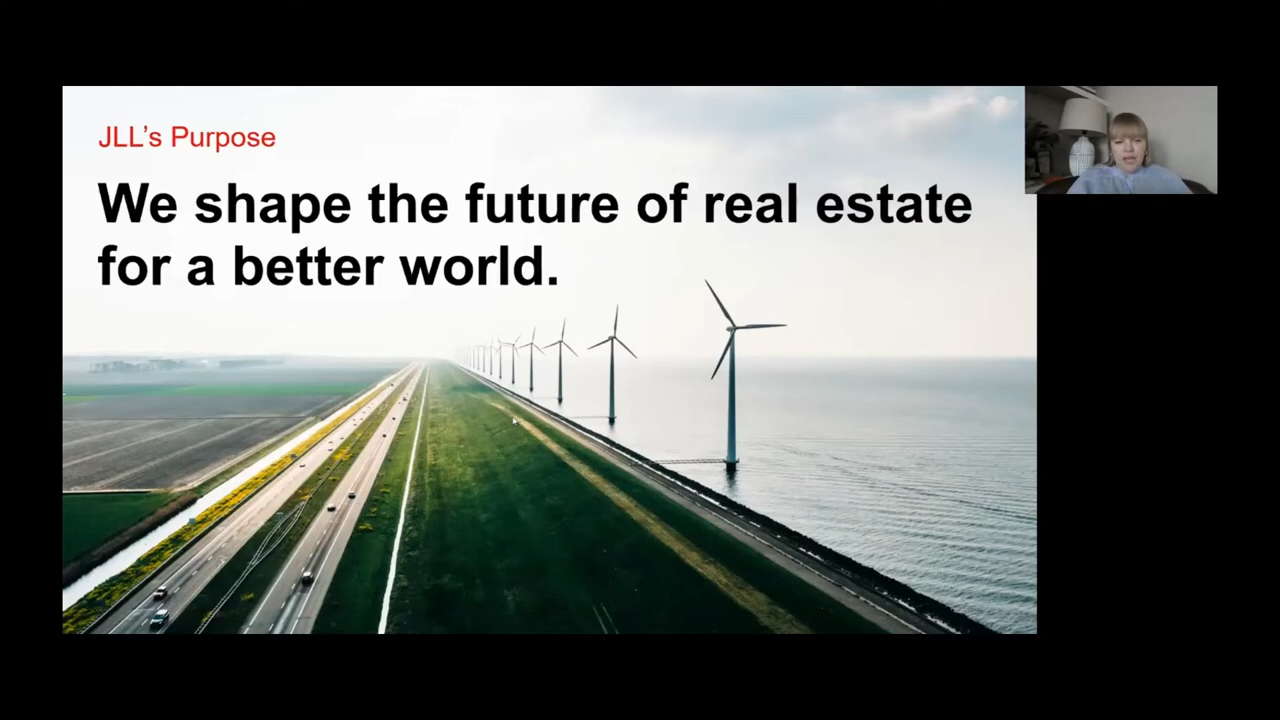 JLL’s Purpose
We shape the future of real estate
for a better world.